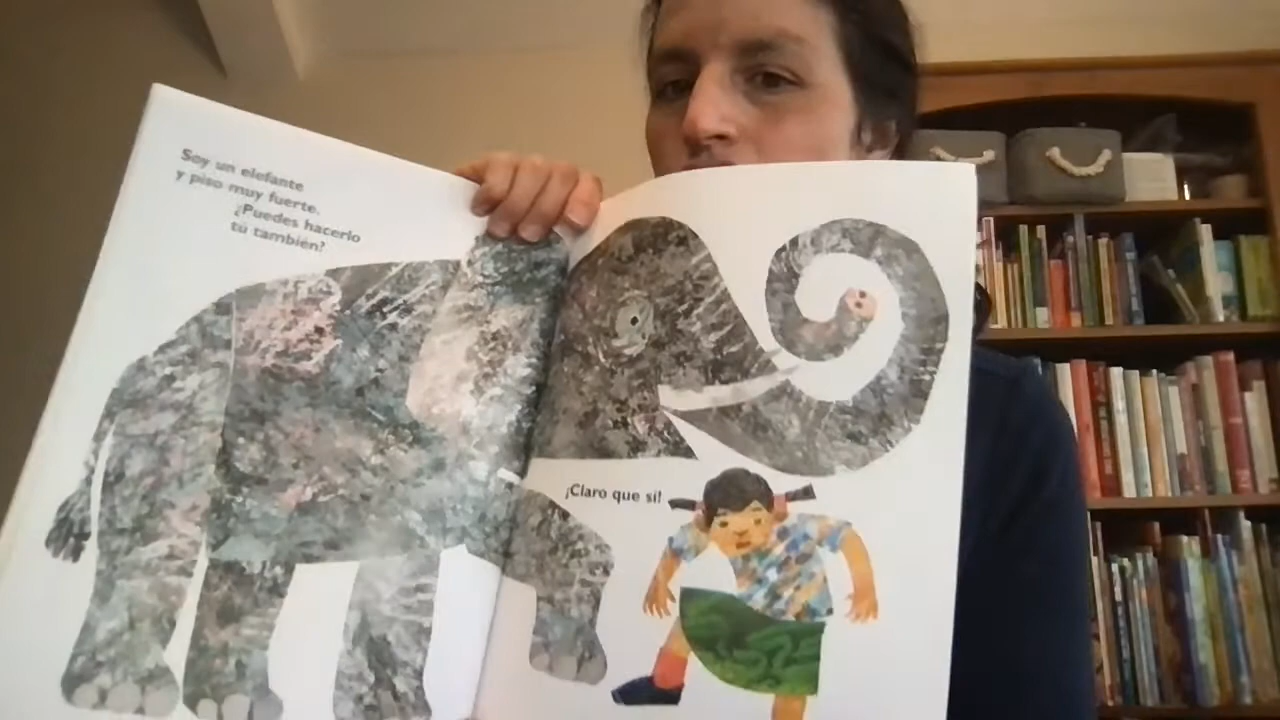 Soy un elefante
y piso muy fuerte.
¿Puedes hacerlo
tú también?
¡Claro que sí!